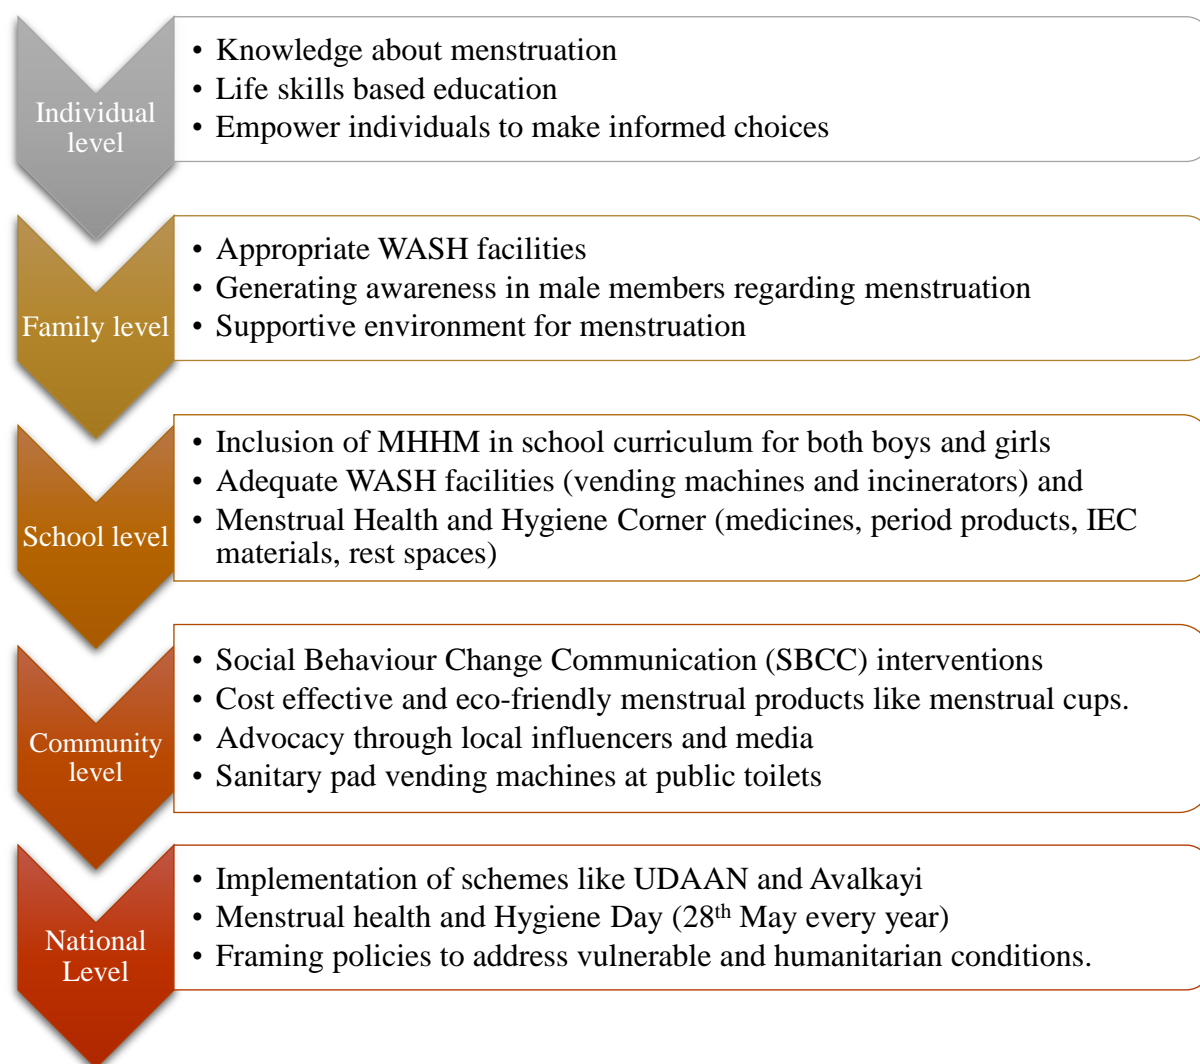 Individual
level
• Knowledge about menstruation
• Life skills based education
• Empower individuals to make informed choices
Family level
• Appropriate WASH facilities
• Generating awareness in male members regarding menstruation
• Supportive environment for menstruation
School level
• Inclusion of MHHM in school curriculum for both boys and girls
• Adequate WASH facilities (vending machines and incinerators) and
• Menstrual Health and Hygiene Corner (medicines, period products, IEC
materials, rest spaces)
Community
level
• Social Behaviour Change Communication (SBCC) interventions
• Cost effective and eco-friendly menstrual products like menstrual cups.
• Advocacy through local influencers and media
• Sanitary pad vending machines at public toilets
National
Level
• Implementation of schemes like UDAAN and Avalkayi
• Menstrual health and Hygiene Day (28th May every year)
• Framing policies to address vulnerable and humanitarian conditions.